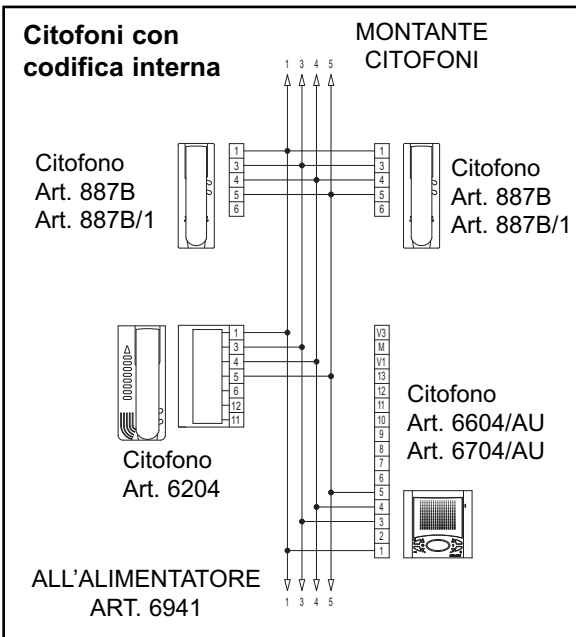 Citofoni con
codifica interna
MONTANTE
CITOFONI
1 3 4 5
Citofono
Art. 887B
Art. 887B/1
1
3
4
5
6
1
3
4
5
6
Citofono
Art. 887B
Art. 887B/1
1
3
4
5
6
12
11
Citofono
Art. 6204
V3
M
V1
13
12
11
10
9
8
7
6
5
4
3
2
1
Citofono
Art. 6604/AU
Art. 6704/AU
ALL'ALIMENTATORE
ART. 6941
1 3 4 5